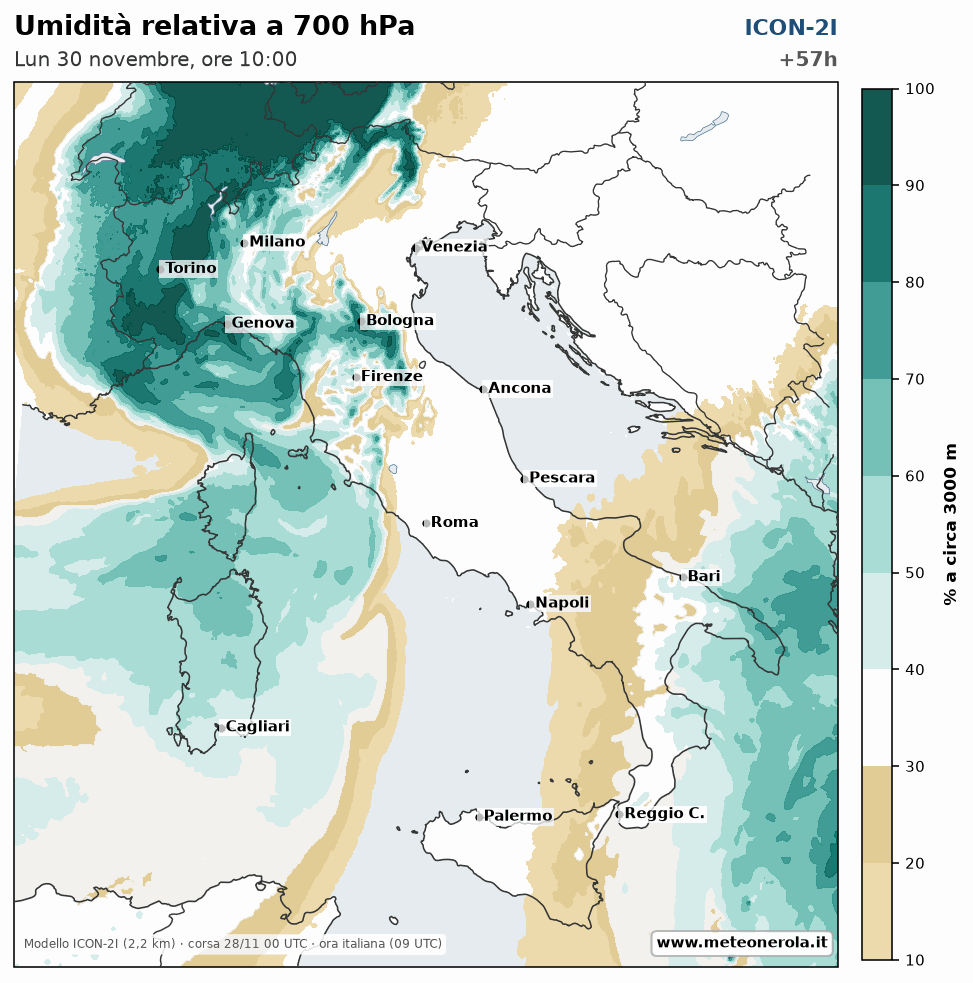 Umidità relativa a 700 hPa
ICON-2I
Lun 30 novembre, ore 10:00
+57h
100
90
80
70
60
50
40
30
20
10
% a circa 3000 m
Milano
Venezia
Torino
Genova
Bologna
Firenze
Ancona
Pescara
Roma
Bari
Napoli
Cagliari
Palermo
Reggio C.
Modello ICON-2I (2,2 km) · corsa 28/11 00 UTC · ora italiana (09 UTC)
www.meteonerola.it